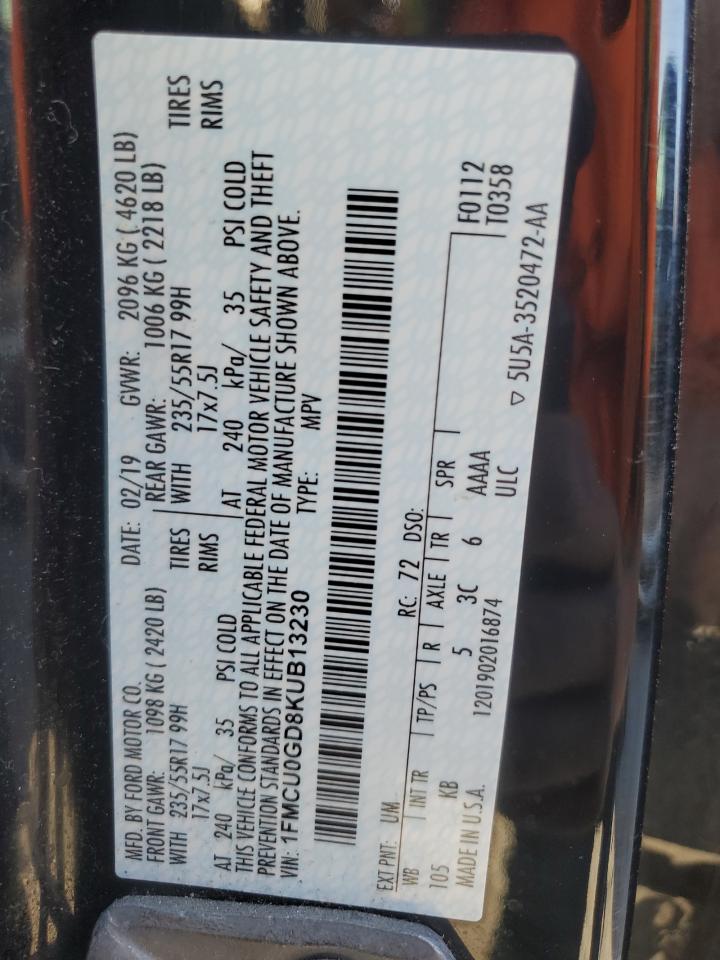 MFD. BY FORD MOTOR CO. DATE: 02/19 GVWR: 2096 KG ( 4620 LB)
FRONT GAWR: 1098 KG ( 2420 LB) REAR GAWR: 1006 KG ( 2218 LB)
WITH 235/55R17 99H TIRES WITH 235/55R17 99H TIRES
17x7.5J RIMS 17x7.5J RIMS
AT 240 kPa/ 35 PSI COLD AT 240 kPa/ 35 PSI COLD
THIS VEHICLE CONFORMS TO ALL APPLICABLE FEDERAL MOTOR VEHICLE SAFETY AND THEFT
PREVENTION STANDARDS IN EFFECT ON THE DATE OF MANUFACTURE SHOWN ABOVE.
VIN: 1FMCU0GD8KUB13230 TYPE: MPV
EXT PNT: UM RC: 72 DSO: F0112
WB INT TR TP/PS R AXLE TR SPR T0358
105 KB 5 3C 6 AAAA
MADE IN U.S.A. 1201902016874 ULC ▽ 5U5A-3520472-AA